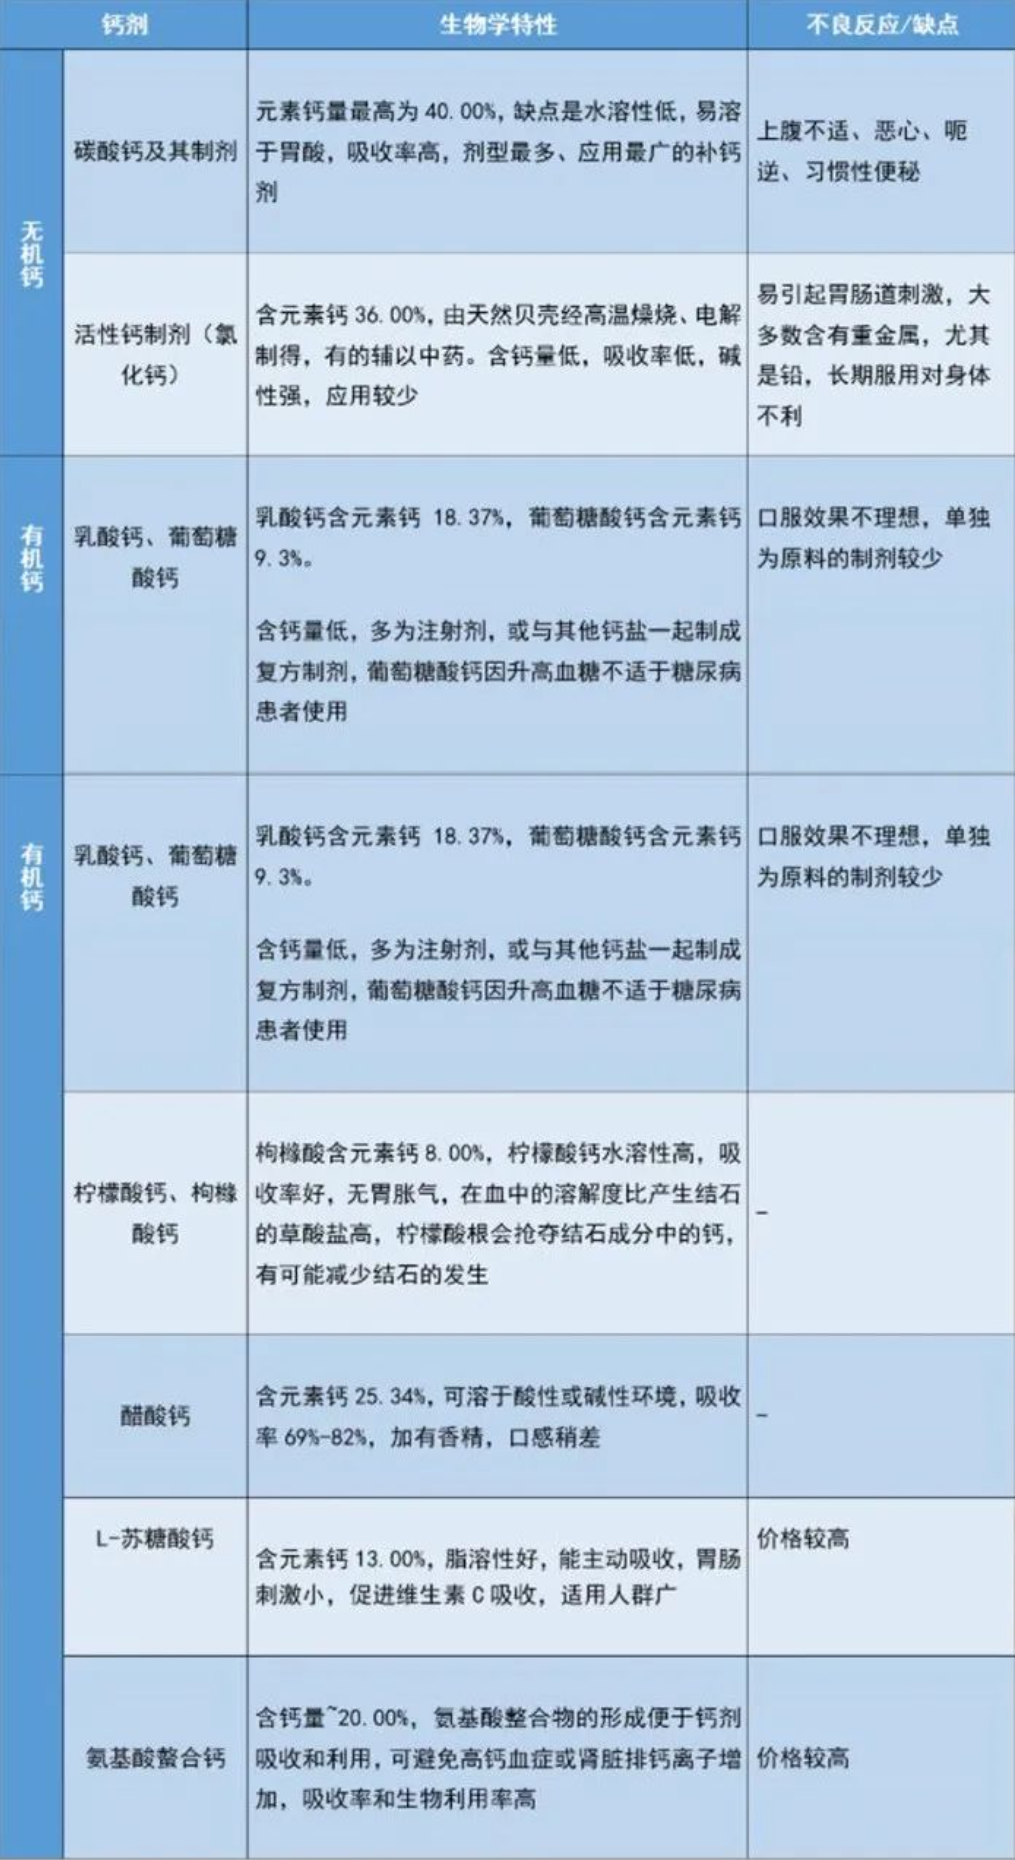 钙剂
生物学特性
不良反应/缺点
无机钙
碳酸钙及其制剂
元素钙量最高为 40.00%，缺点是水溶性低，易溶
于胃酸，吸收率高，剂型最多、应用最广的补钙
剂
上腹不适、恶心、呃
逆、习惯性便秘
活性钙制剂（氯
化钙）
含元素钙 36.00%，由天然贝壳经高温燥烧、电解
制得，有的辅以中药。含钙量低，吸收率低，碱
性强，应用较少
易引起胃肠道刺激，大
多数含有重金属，尤其
是铅，长期服用对身体
不利
有机钙
乳酸钙、葡萄糖
酸钙
乳酸钙含元素钙 18.37%，葡萄糖酸钙含元素钙
9.3%。
含钙量低，多为注射剂，或与其他钙盐一起制成
复方制剂，葡萄糖酸钙因升高血糖不适于糖尿病
患者使用
口服效果不理想，单独
为原料的制剂较少
有机钙
乳酸钙、葡萄糖
酸钙
乳酸钙含元素钙 18.37%，葡萄糖酸钙含元素钙
9.3%。
含钙量低，多为注射剂，或与其他钙盐一起制成
复方制剂，葡萄糖酸钙因升高血糖不适于糖尿病
患者使用
口服效果不理想，单独
为原料的制剂较少
柠檬酸钙、枸橼
酸钙
枸橼酸含元素钙 8.00%，柠檬酸钙水溶性高，吸
收率好，无胃胀气，在血中的溶解度比产生结石
的草酸盐高，柠檬酸根会抢夺结石成分中的钙，
有可能减少结石的发生
-
醋酸钙
含元素钙 25.34%，可溶于酸性或碱性环境，吸收
率 69%-82%，加有香精，口感稍差
-
L-苏糖酸钙
含元素钙 13.00%，脂溶性好，能主动吸收，胃肠
刺激小，促进维生素 C 吸收，适用人群广
价格较高
氨基酸螯合钙
含钙量~20.00%，氨基酸整合物的形成便于钙剂
吸收和利用，可避免高钙血症或肾脏排钙离子增
加，吸收率和生物利用率高
价格较高